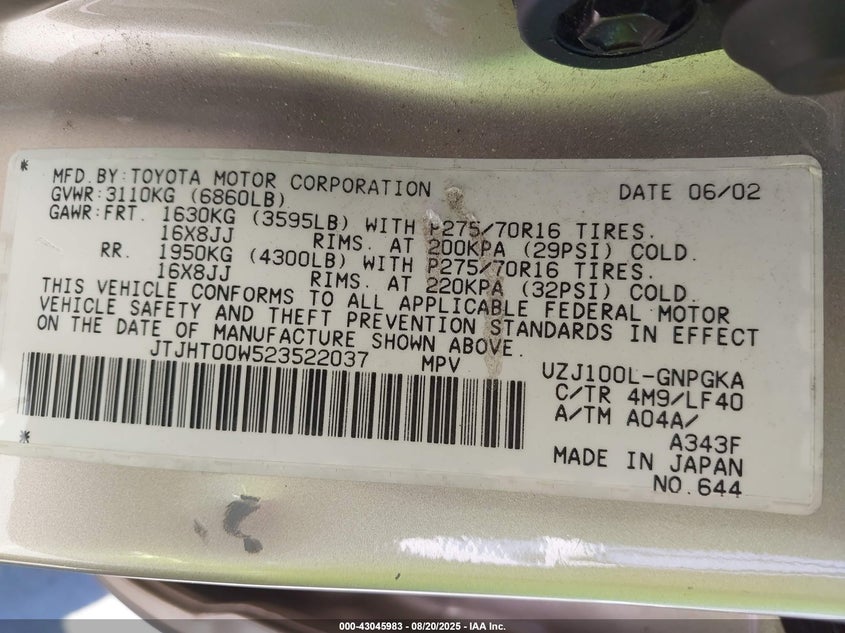 * MFD.BY:TOYOTA MOTOR CORPORATION DATE 06/02
GVWR:3110KG (6860LB)
GAWR:FRT. 1630KG (3595LB) WITH P275/70R16 TIRES.
16X8JJ RIMS. AT 200KPA (29PSI) COLD.
RR. 1950KG (4300LB) WITH P275/70R16 TIRES.
16X8JJ RIMS. AT 220KPA (32PSI) COLD.
THIS VEHICLE CONFORMS TO ALL APPLICABLE FEDERAL MOTOR
VEHICLE SAFETY AND THEFT PREVENTION STANDARDS IN EFFECT
ON THE DATE OF MANUFACTURE SHOWN ABOVE.
JTJHT00W523522037 MPV
UZJ100L-GNPGKA
C/TR 4M9/LF40
A/TM A04A/
A343F
* MADE IN JAPAN
NO.644
000-43045983 - 08/20/2025 - IAA Inc.